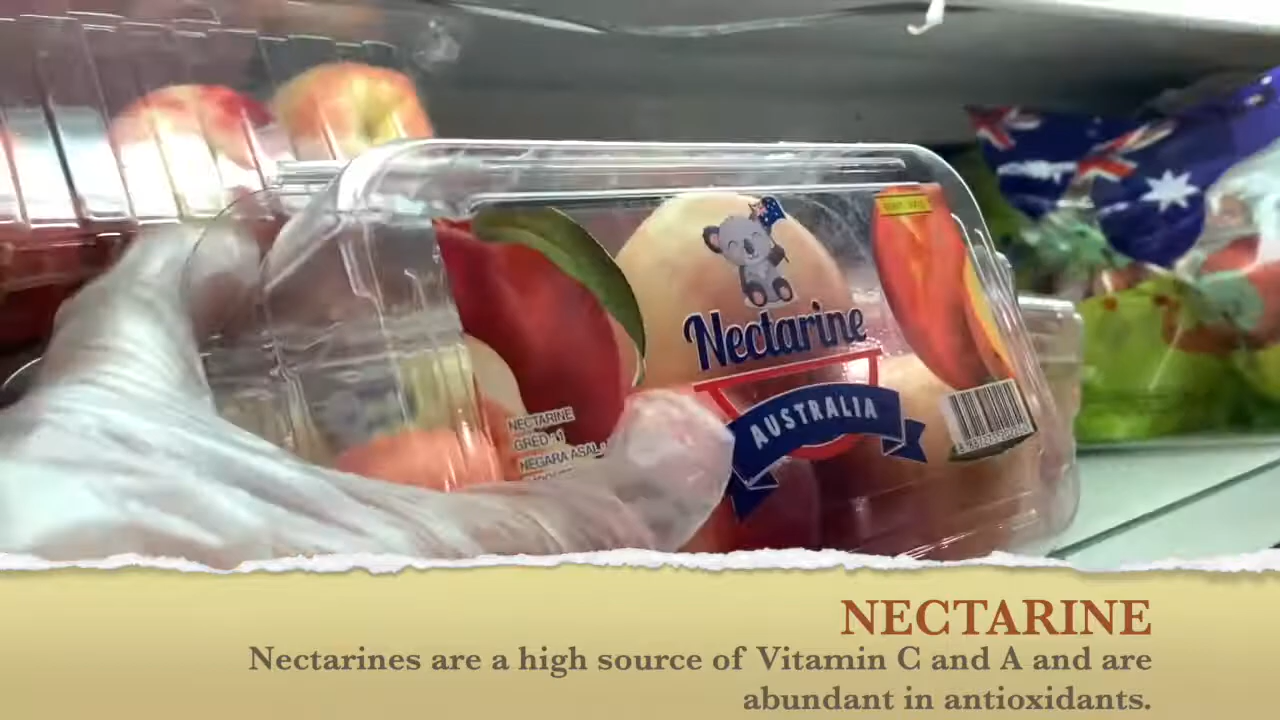 Nectarine
AUSTRALIA
NECTARINE
GRED : 1
NEGARA ASAL :
NECTARINE
Nectarines are a high source of Vitamin C and A and are
abundant in antioxidants.